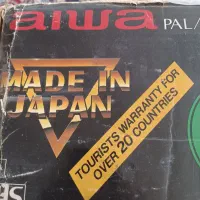 aiwa PAL/
MADE IN
JAPAN
TOURISTS WARRANTY FOR
OVER 20 COUNTRIES